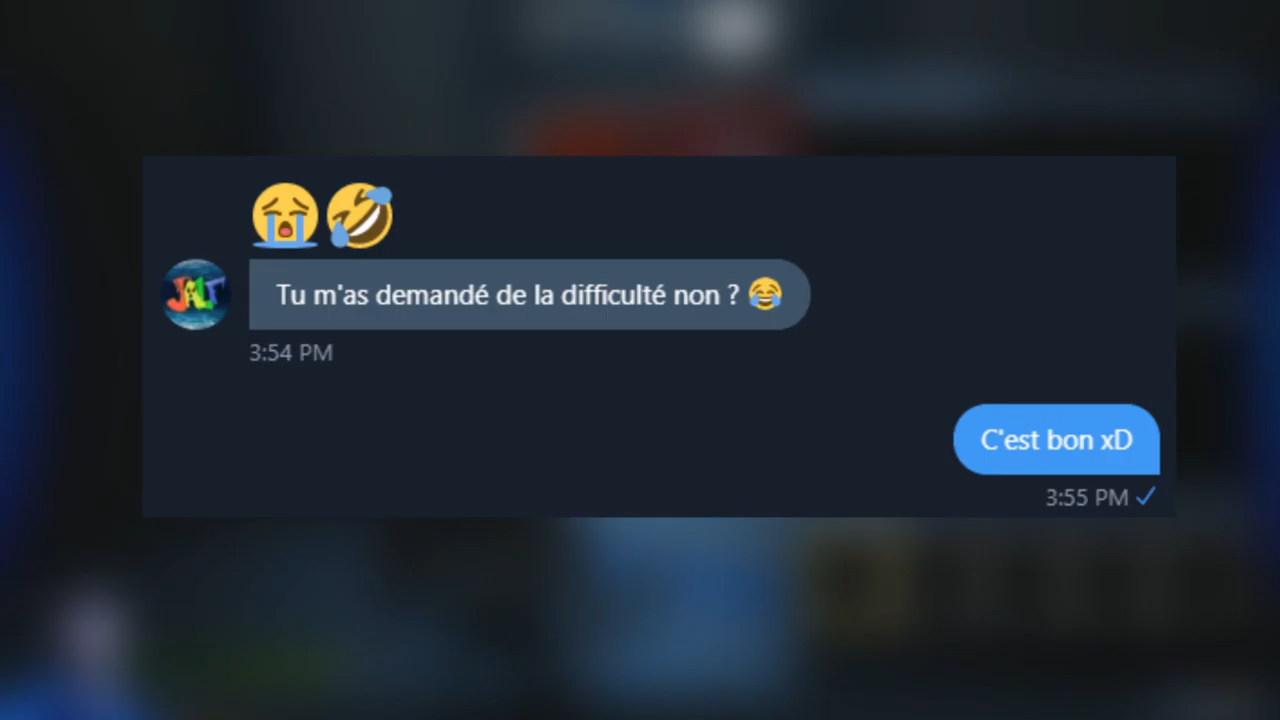 😭🤣
Tu m'as demandé de la difficulté non ? 😂
3:54 PM
C'est bon xD
3:55 PM